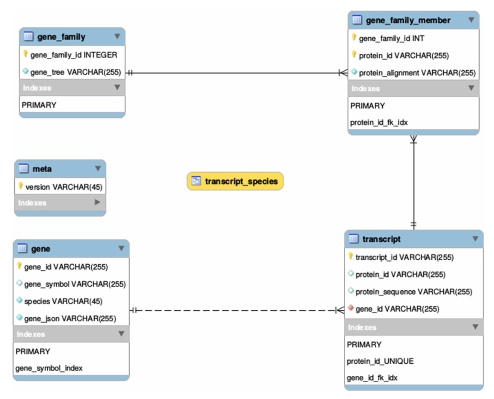 gene_family
gene_family_id INTEGER
gene_tree VARCHAR(255)
Indexes
PRIMARY
gene_family_member
gene_family_id INT
protein_id VARCHAR(255)
protein_alignment VARCHAR(255)
Indexes
PRIMARY
protein_id_fk_idx
meta
version VARCHAR(45)
Indexes
transcript_species
gene
gene_id VARCHAR(255)
gene_symbol VARCHAR(255)
species VARCHAR(45)
gene_json VARCHAR(255)
Indexes
PRIMARY
gene_symbol_index
transcript
transcript_id VARCHAR(255)
protein_id VARCHAR(255)
protein_sequence VARCHAR(255)
gene_id VARCHAR(255)
Indexes
PRIMARY
protein_id_UNIQUE
gene_id_fk_idx